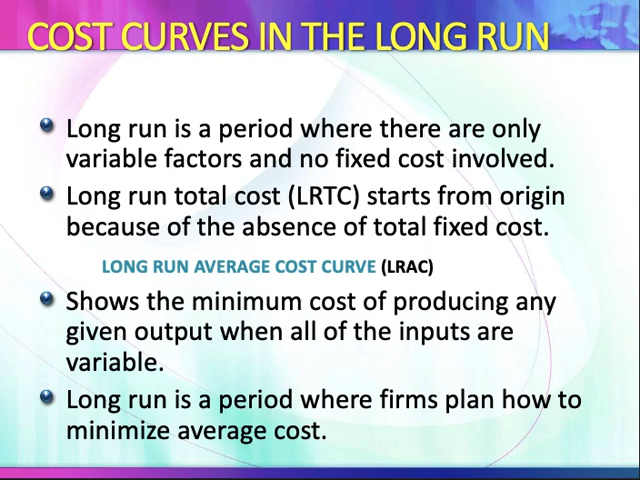 COST CURVES IN THE LONG RUN
Long run is a period where there are only
variable factors and no fixed cost involved.
Long run total cost (LRTC) starts from origin
because of the absence of total fixed cost.
LONG RUN AVERAGE COST CURVE (LRAC)
Shows the minimum cost of producing any
given output when all of the inputs are
variable.
Long run is a period where firms plan how to
minimize average cost.